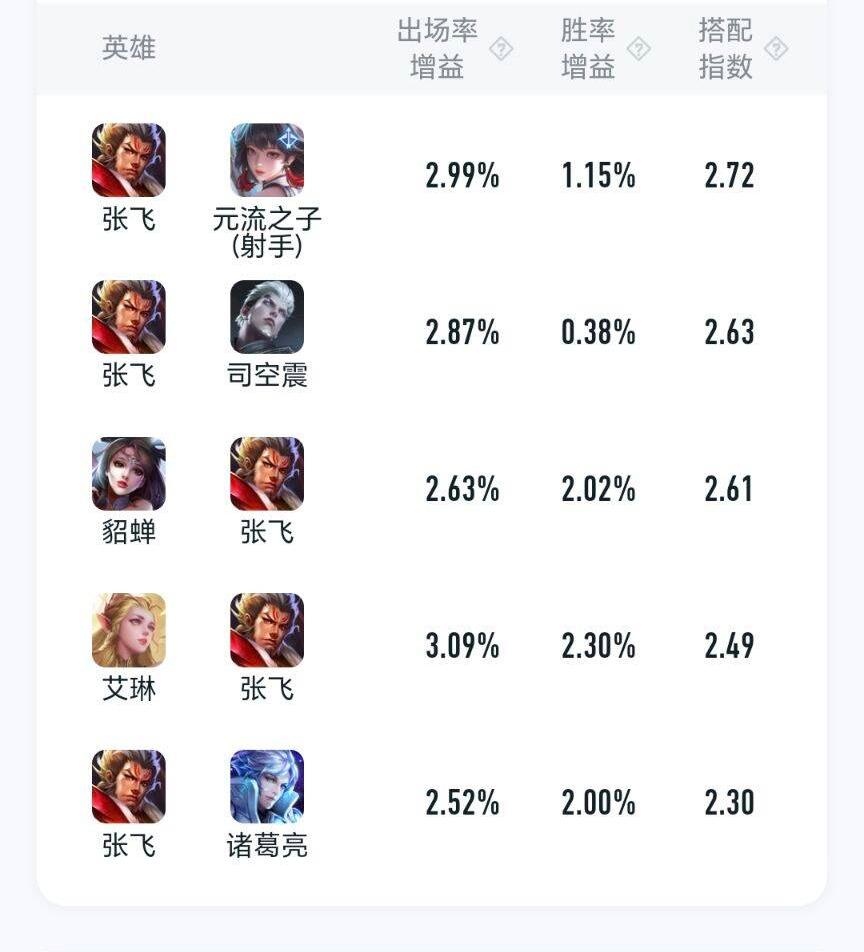 英雄 出场率 胜率 搭配
增益 ? 增益 ? 指数 ?
张飞 元流之子 2.99% 1.15% 2.72
(射手)
张飞 司空震 2.87% 0.38% 2.63
貂蝉 张飞 2.63% 2.02% 2.61
艾琳 张飞 3.09% 2.30% 2.49
张飞 诸葛亮 2.52% 2.00% 2.30